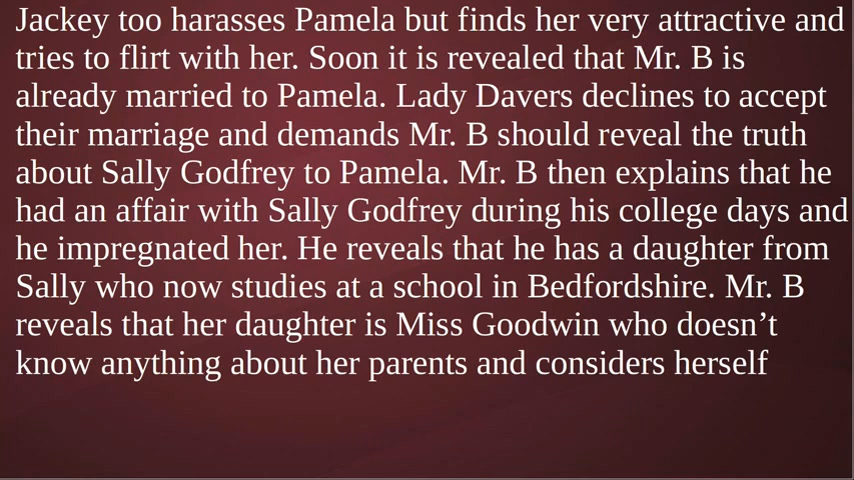 Jackey too harasses Pamela but finds her very attractive and
tries to flirt with her. Soon it is revealed that Mr. B is
already married to Pamela. Lady Davers declines to accept
their marriage and demands Mr. B should reveal the truth
about Sally Godfrey to Pamela. Mr. B then explains that he
had an affair with Sally Godfrey during his college days and
he impregnated her. He reveals that he has a daughter from
Sally who now studies at a school in Bedfordshire. Mr. B
reveals that her daughter is Miss Goodwin who doesn’t
know anything about her parents and considers herself